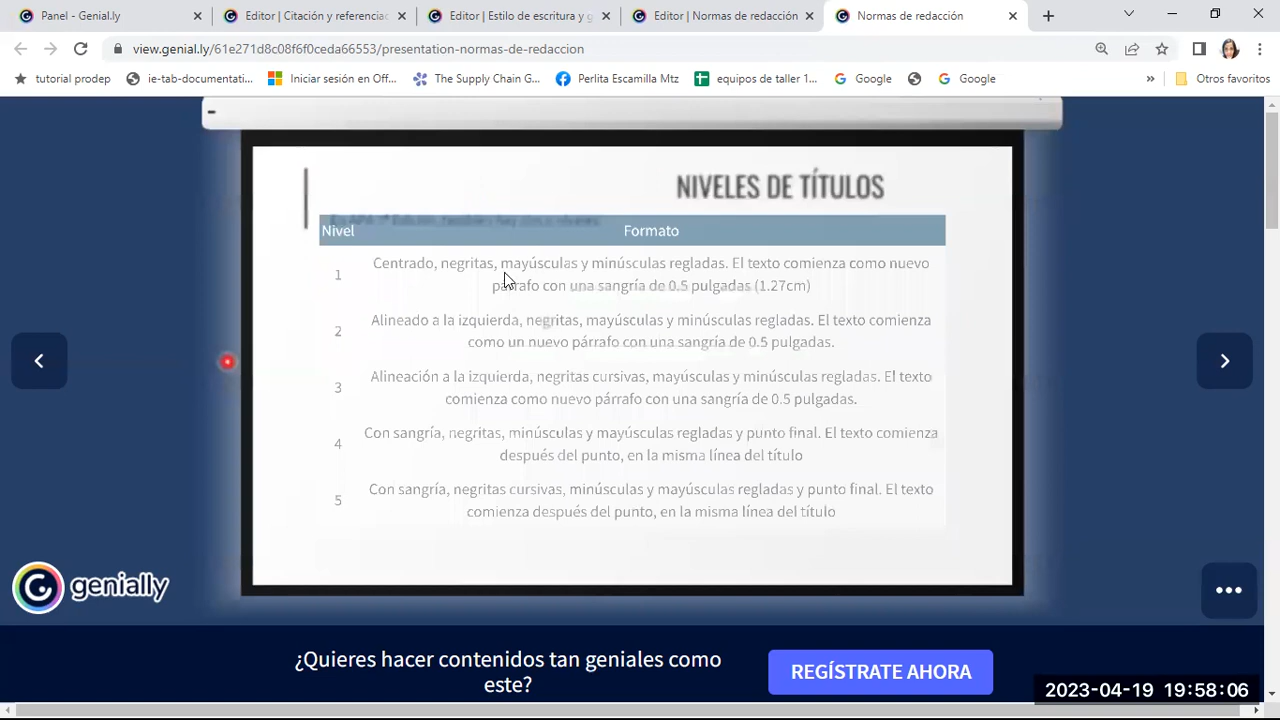 Panel - Genial.ly
Editor | Citación y referenciac
Editor | Estilo de escritura y g
Editor | Normas de redacción
Normas de redacción
view.genial.ly/61e271d8c08f6f0ceda66553/presentation-normas-de-redaccion
tutorial prodep
ie-tab-documentati...
Iniciar sesión en Off...
The Supply Chain G...
Perlita Escamilla Mtz
equipos de taller 1...
Google
Google
»
Otros favoritos
NIVELES DE TÍTULOS
En APA 7ª Edición, también hay cinco niveles:
Nivel Formato
1 Centrado, negritas, mayúsculas y minúsculas regladas. El texto comienza como nuevo
párrafo con una sangría de 0.5 pulgadas (1.27cm)
2 Alineado a la izquierda, negritas, mayúsculas y minúsculas regladas. El texto comienza
como un nuevo párrafo con una sangría de 0.5 pulgadas.
3 Alineación a la izquierda, negritas cursivas, mayúsculas y minúsculas regladas. El texto
comienza como nuevo párrafo con una sangría de 0.5 pulgadas.
4 Con sangría, negritas, minúsculas y mayúsculas regladas y punto final. El texto comienza
después del punto, en la misma línea del título
5 Con sangría, negritas cursivas, minúsculas y mayúsculas regladas y punto final. El texto
comienza después del punto, en la misma línea del título
genially
¿Quieres hacer contenidos tan geniales como
este?
REGÍSTRATE AHORA
2023-04-19 19:58:06